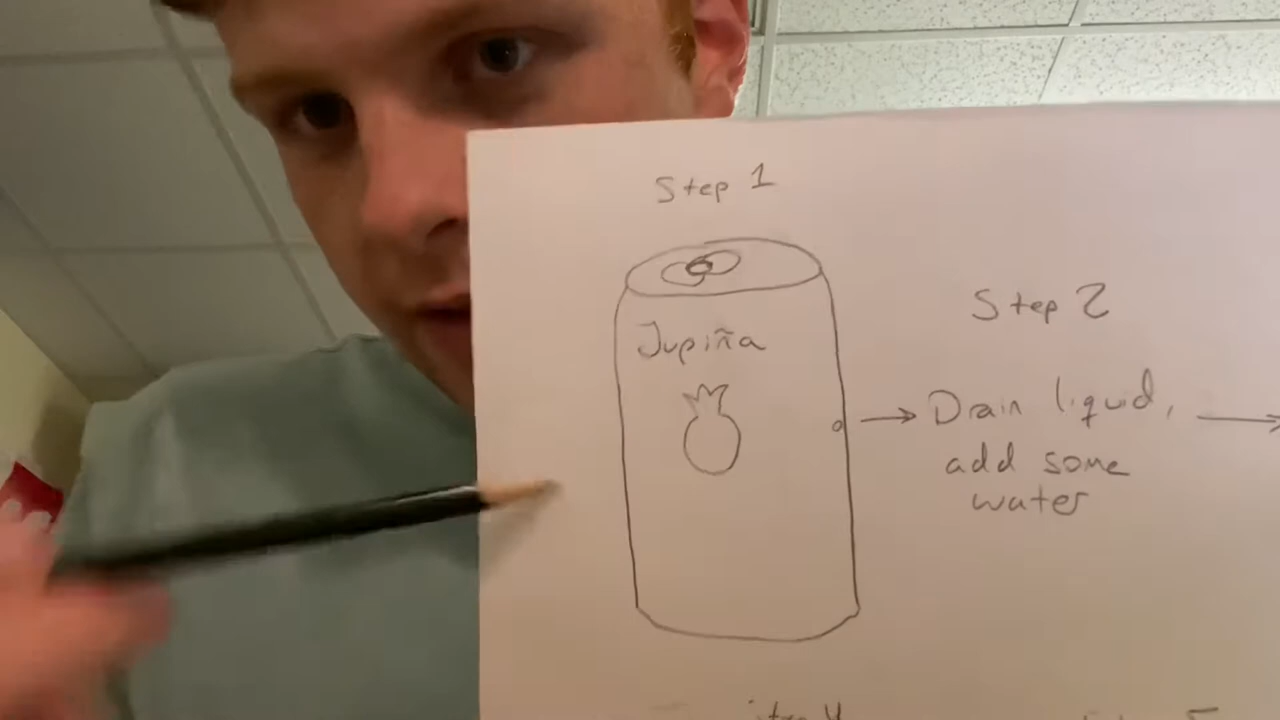 Step 1
Jupiña
Step 2
Drain liquid,
add some
water